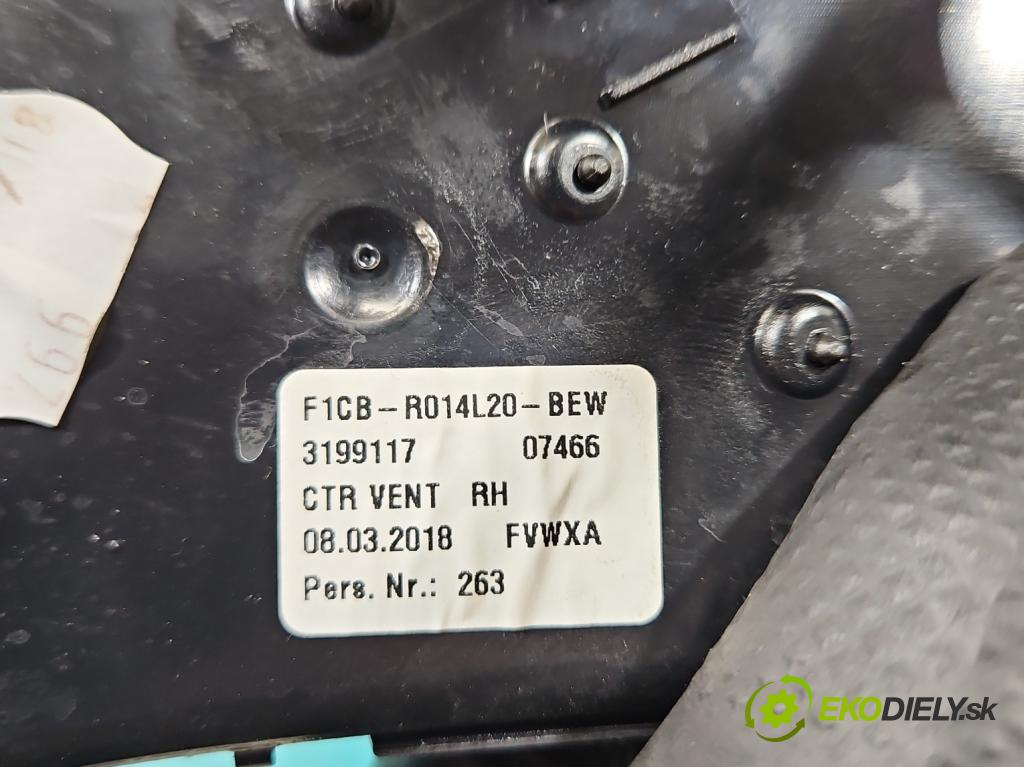 F1CB-R014L20-BEW
3199117 07466
CTR VENT RH
08.03.2018 FVWXA
Pers. Nr.: 263
EKODIELY.sk